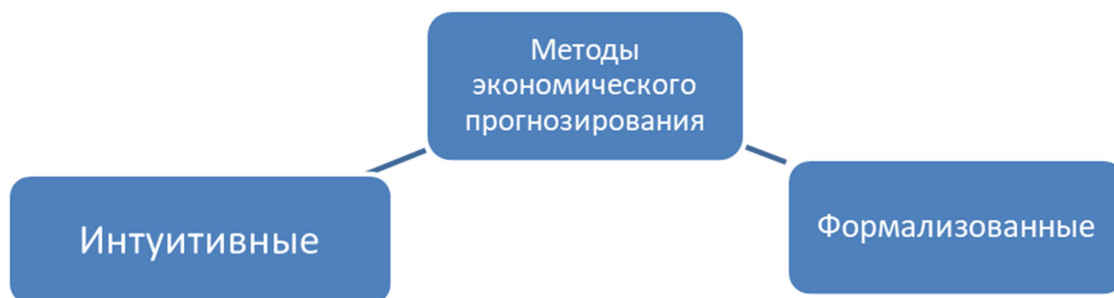 Методы
экономического
прогнозирования
Интуитивные
Формализованные